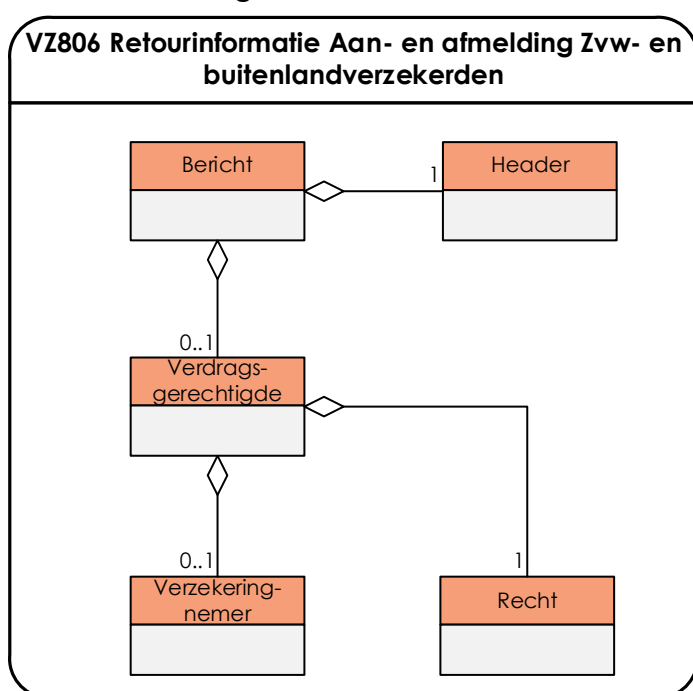 VZ806 Retourinformatie Aan- en afmelding Zvw- en
buitenlandverzekerden
Bericht
Header
1
0..1
Verdrags-
gerechtigde
0..1
1
Verzekering-
nemer
Recht